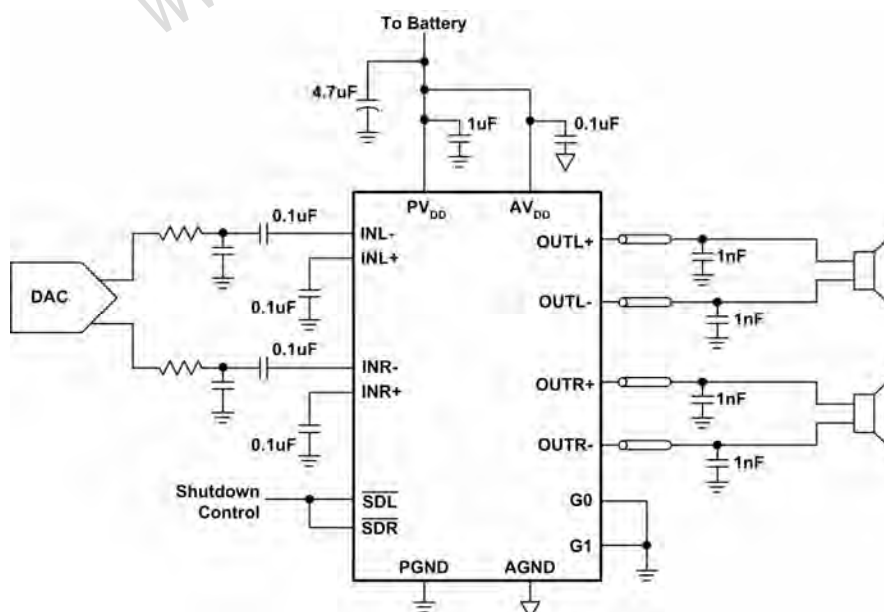 To Battery
4.7uF
1uF
0.1uF
PVDD
AVDD
0.1uF
INL-
INL+
0.1uF
DAC
0.1uF
INR-
INR+
0.1uF
OUTL+
1nF
OUTL-
1nF
OUTR+
1nF
OUTR-
1nF
Shutdown
Control
SDL
SDR
G0
G1
PGND
AGND